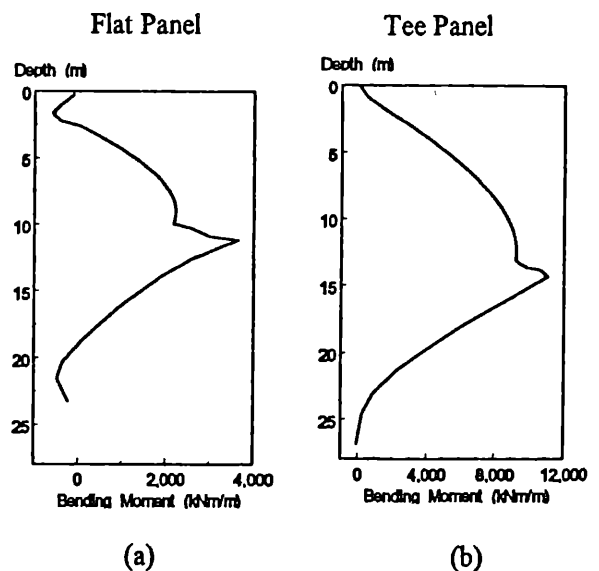 Flat Panel
Depth (m)
0
5
10
15
20
25
0 2,000 4,000
Bending Moment (kNm/m)
(a)
Tee Panel
Depth (m)
0
5
10
15
20
25
0 4,000 8,000 12,000
Bending Moment (kNm/m)
(b)